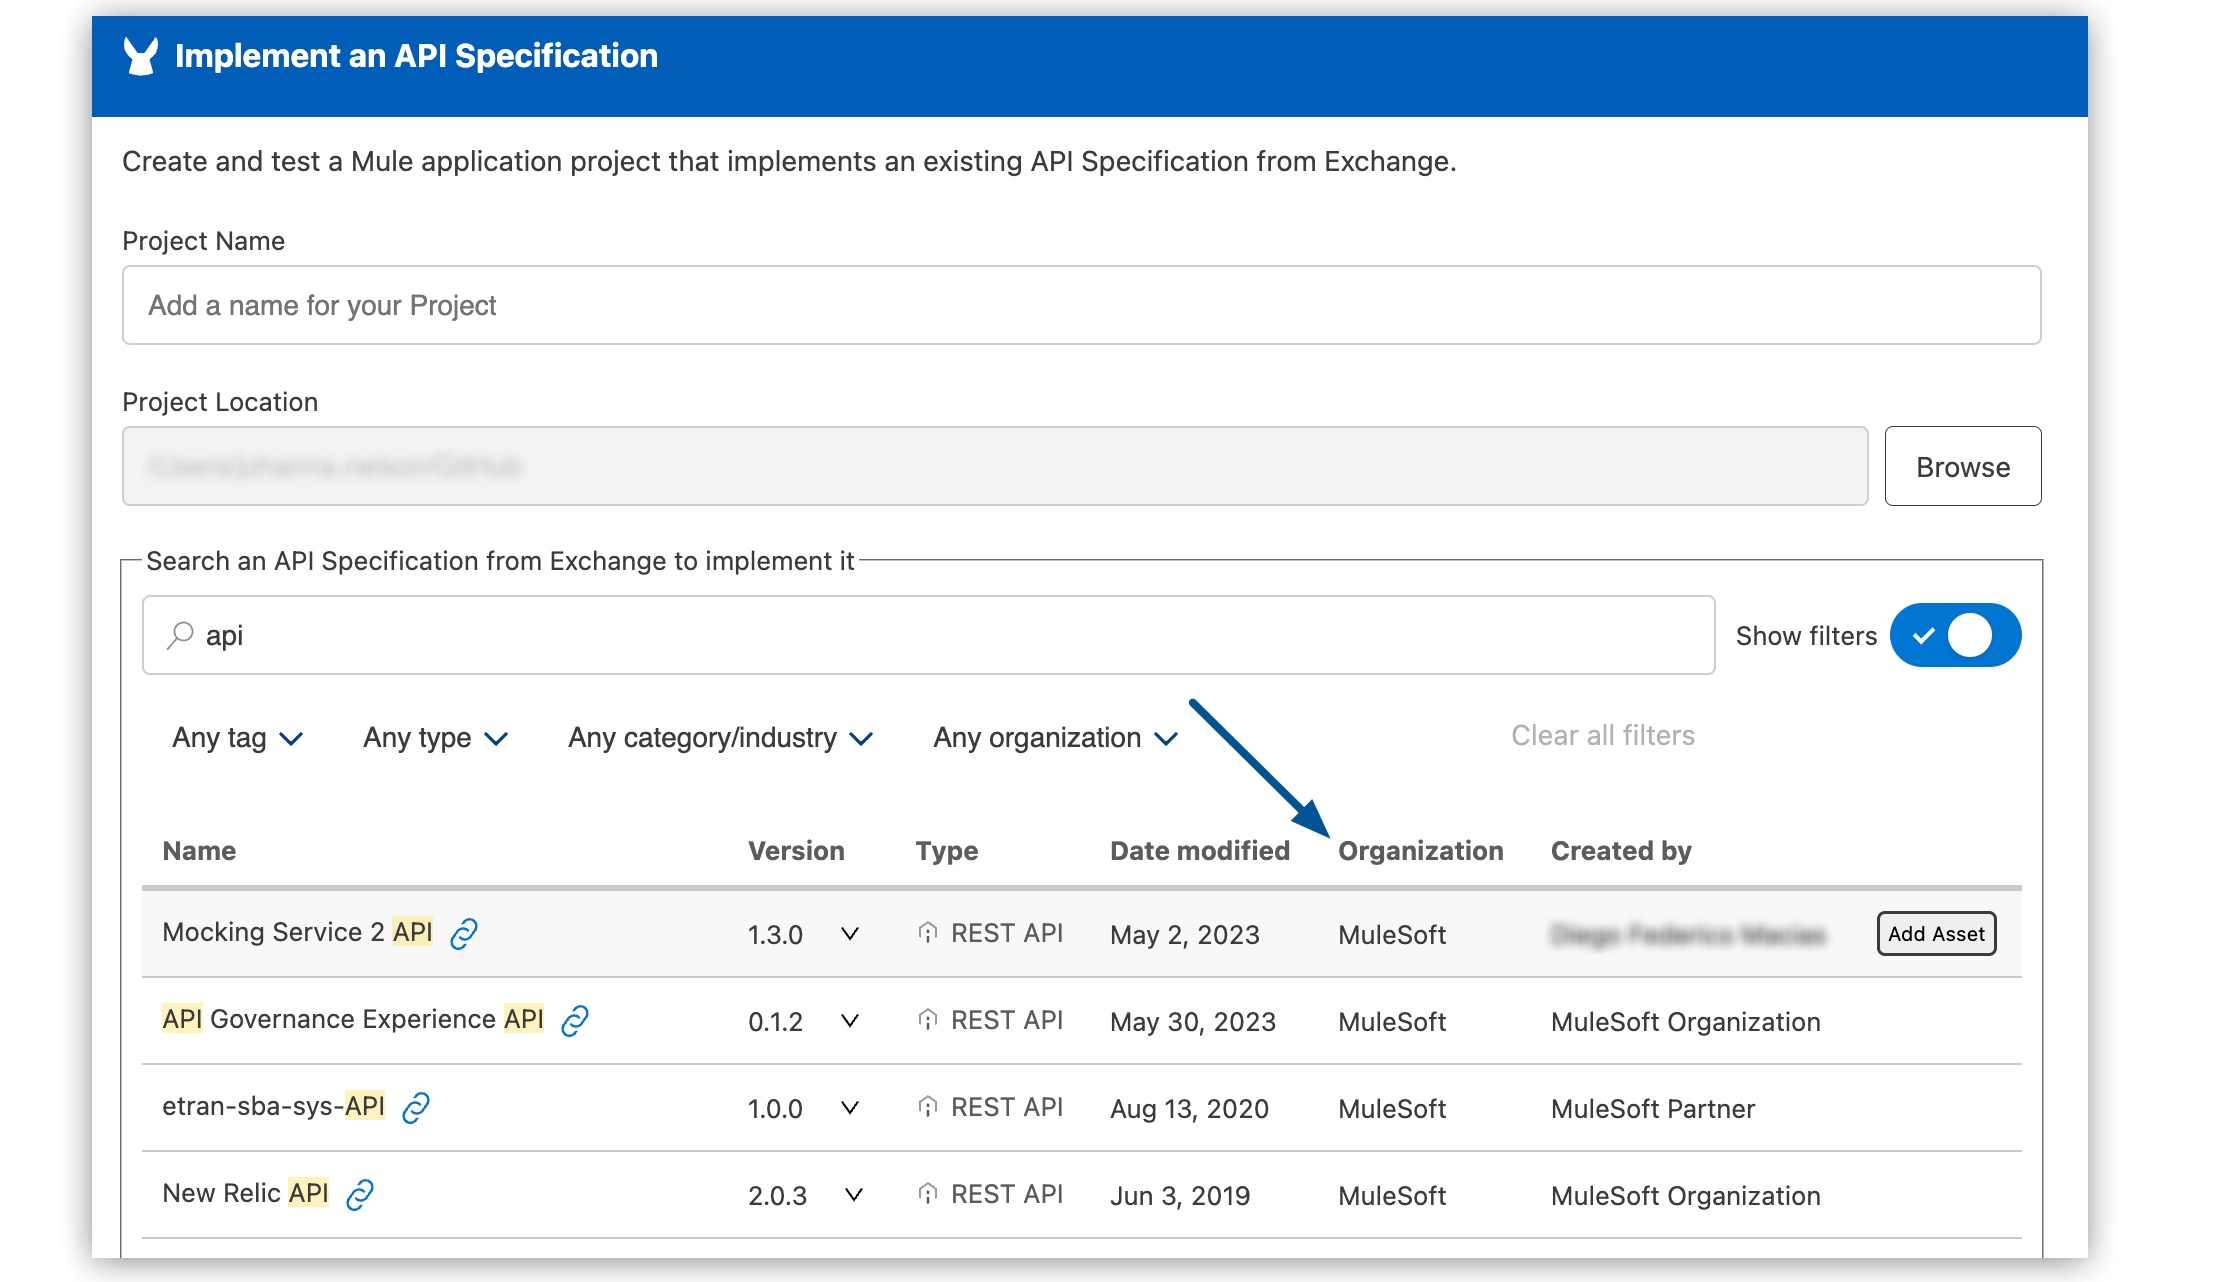 Implement an API Specification
Create and test a Mule application project that implements an existing API Specification from Exchange.
Project Name
Add a name for your Project
Project Location
Browse
Search an API Specification from Exchange to implement it
api
Show filters
Any tag
Any type
Any category/industry
Any organization
Clear all filters
Name Version Type Date modified Organization Created by
Mocking Service 2 API 1.3.0 REST API May 2, 2023 MuleSoft Add Asset
API Governance Experience API 0.1.2 REST API May 30, 2023 MuleSoft MuleSoft Organization
etran-sba-sys-API 1.0.0 REST API Aug 13, 2020 MuleSoft MuleSoft Partner
New Relic API 2.0.3 REST API Jun 3, 2019 MuleSoft MuleSoft Organization